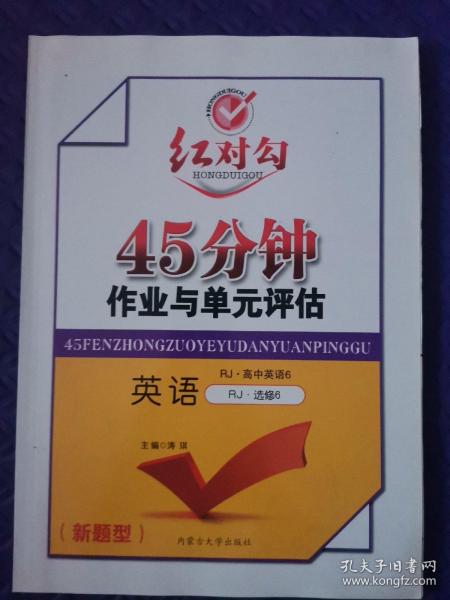 HONGDUIGOU
红对勾
HONGDUIGOU
45分钟
作业与单元评估
45FENZHONGZUOYEYUDANYUANPINGGU
英语
RJ·高中英语6
RJ·选修6
主编◎涛 琪
（新题型）
内蒙古大学出版社
孔夫子旧书网
www.kongfz.com